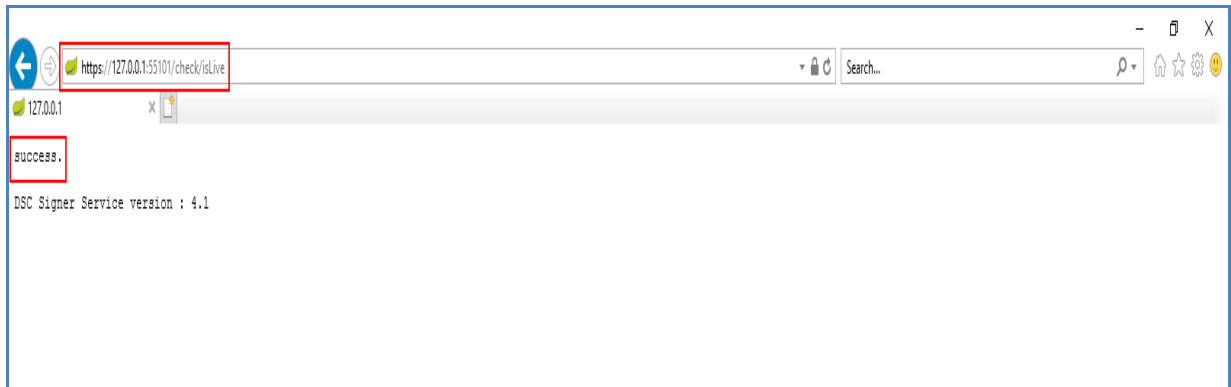 https://127.0.0.1:55101/check/isLive
Search...
127.0.0.1
success.
DSC Signer Service version : 4.1